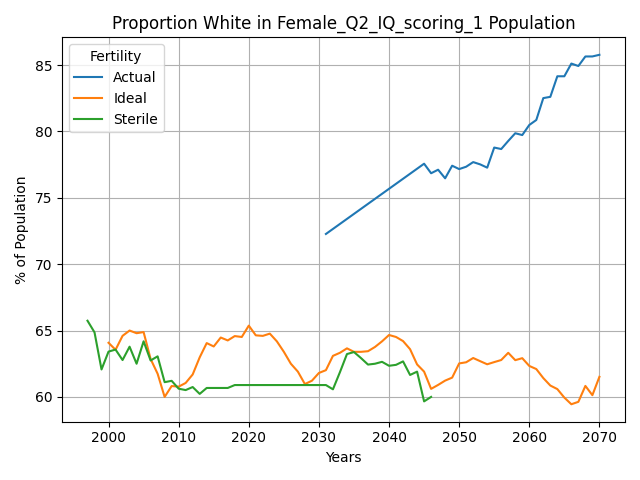 Proportion White in Female_Q2_IQ_scoring_1 Population
Fertility
Actual
Ideal
Sterile
% of Population
85
80
75
70
65
60
2000 2010 2020 2030 2040 2050 2060 2070
Years